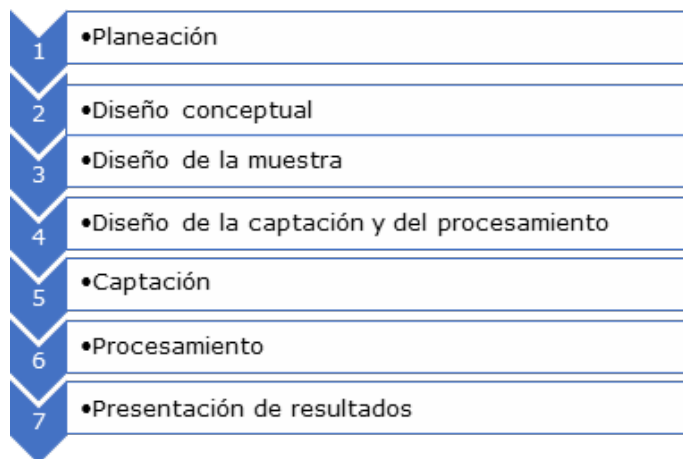 1 •Planeación
2 •Diseño conceptual
3 •Diseño de la muestra
4 •Diseño de la captación y del procesamiento
5 •Captación
6 •Procesamiento
7 •Presentación de resultados